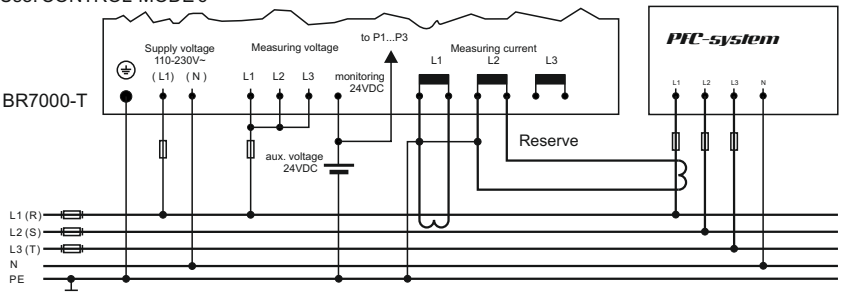 to P1...P3
Supply voltage
110-230V~
( L1) ( N )
Measuring voltage
L1 L2 L3
monitoring
24VDC
Measuring current
L1 L2 L3
PFC-system
L1 L2 L3 N
BR7000-T
Reserve
aux. voltage
24VDC
L1 (R)
L2 (S)
L3 (T)
N
PE